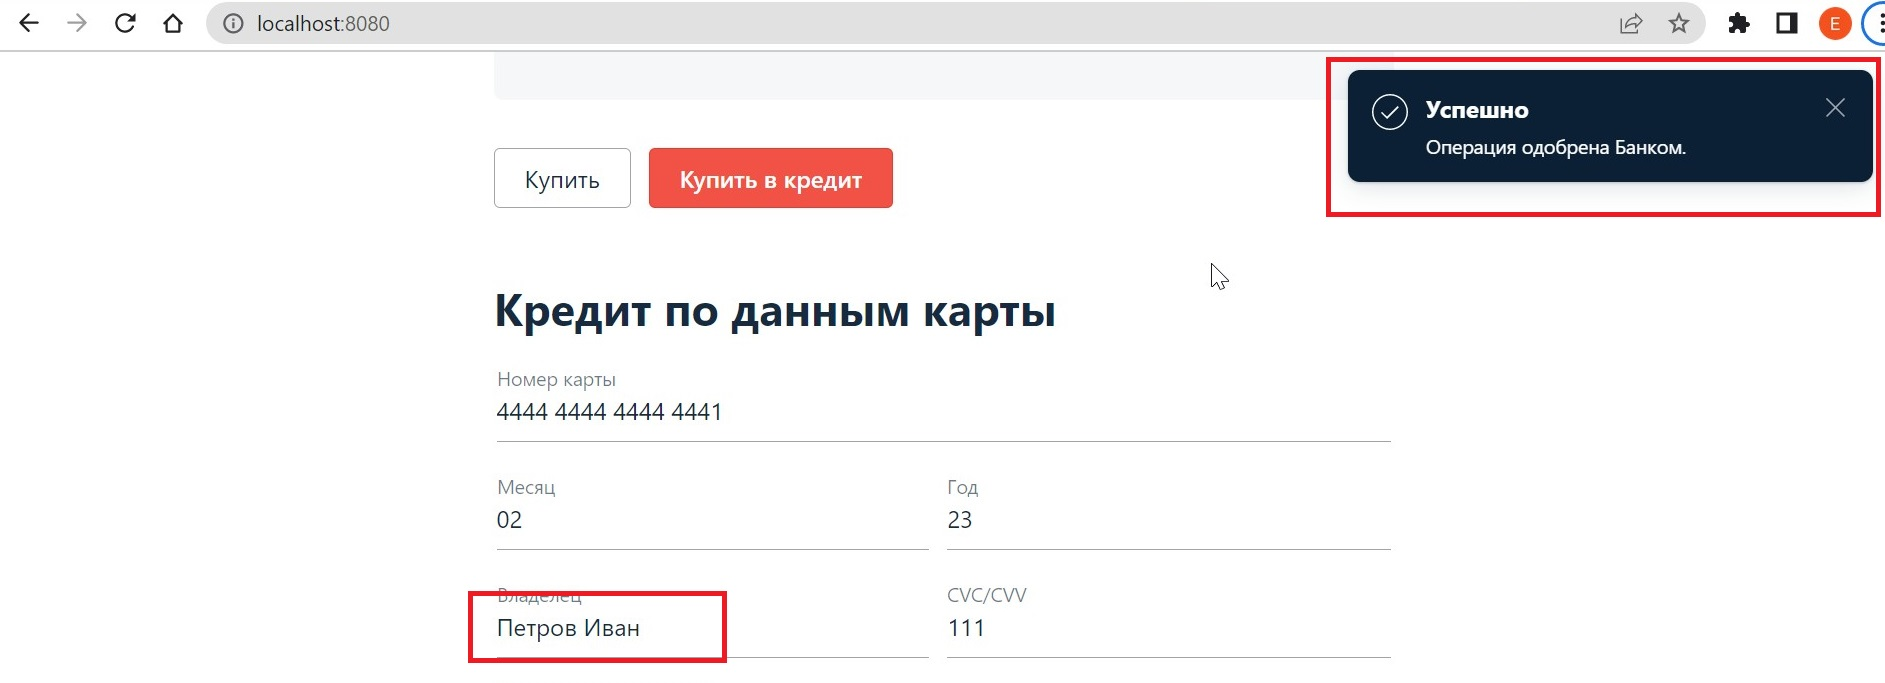 localhost:8080
E
Успешно
Операция одобрена Банком.
Купить
Купить в кредит
Кредит по данным карты
Номер карты
4444 4444 4444 4441
Месяц
02
Год
23
Владелец
Петров Иван
CVC/CVV
111